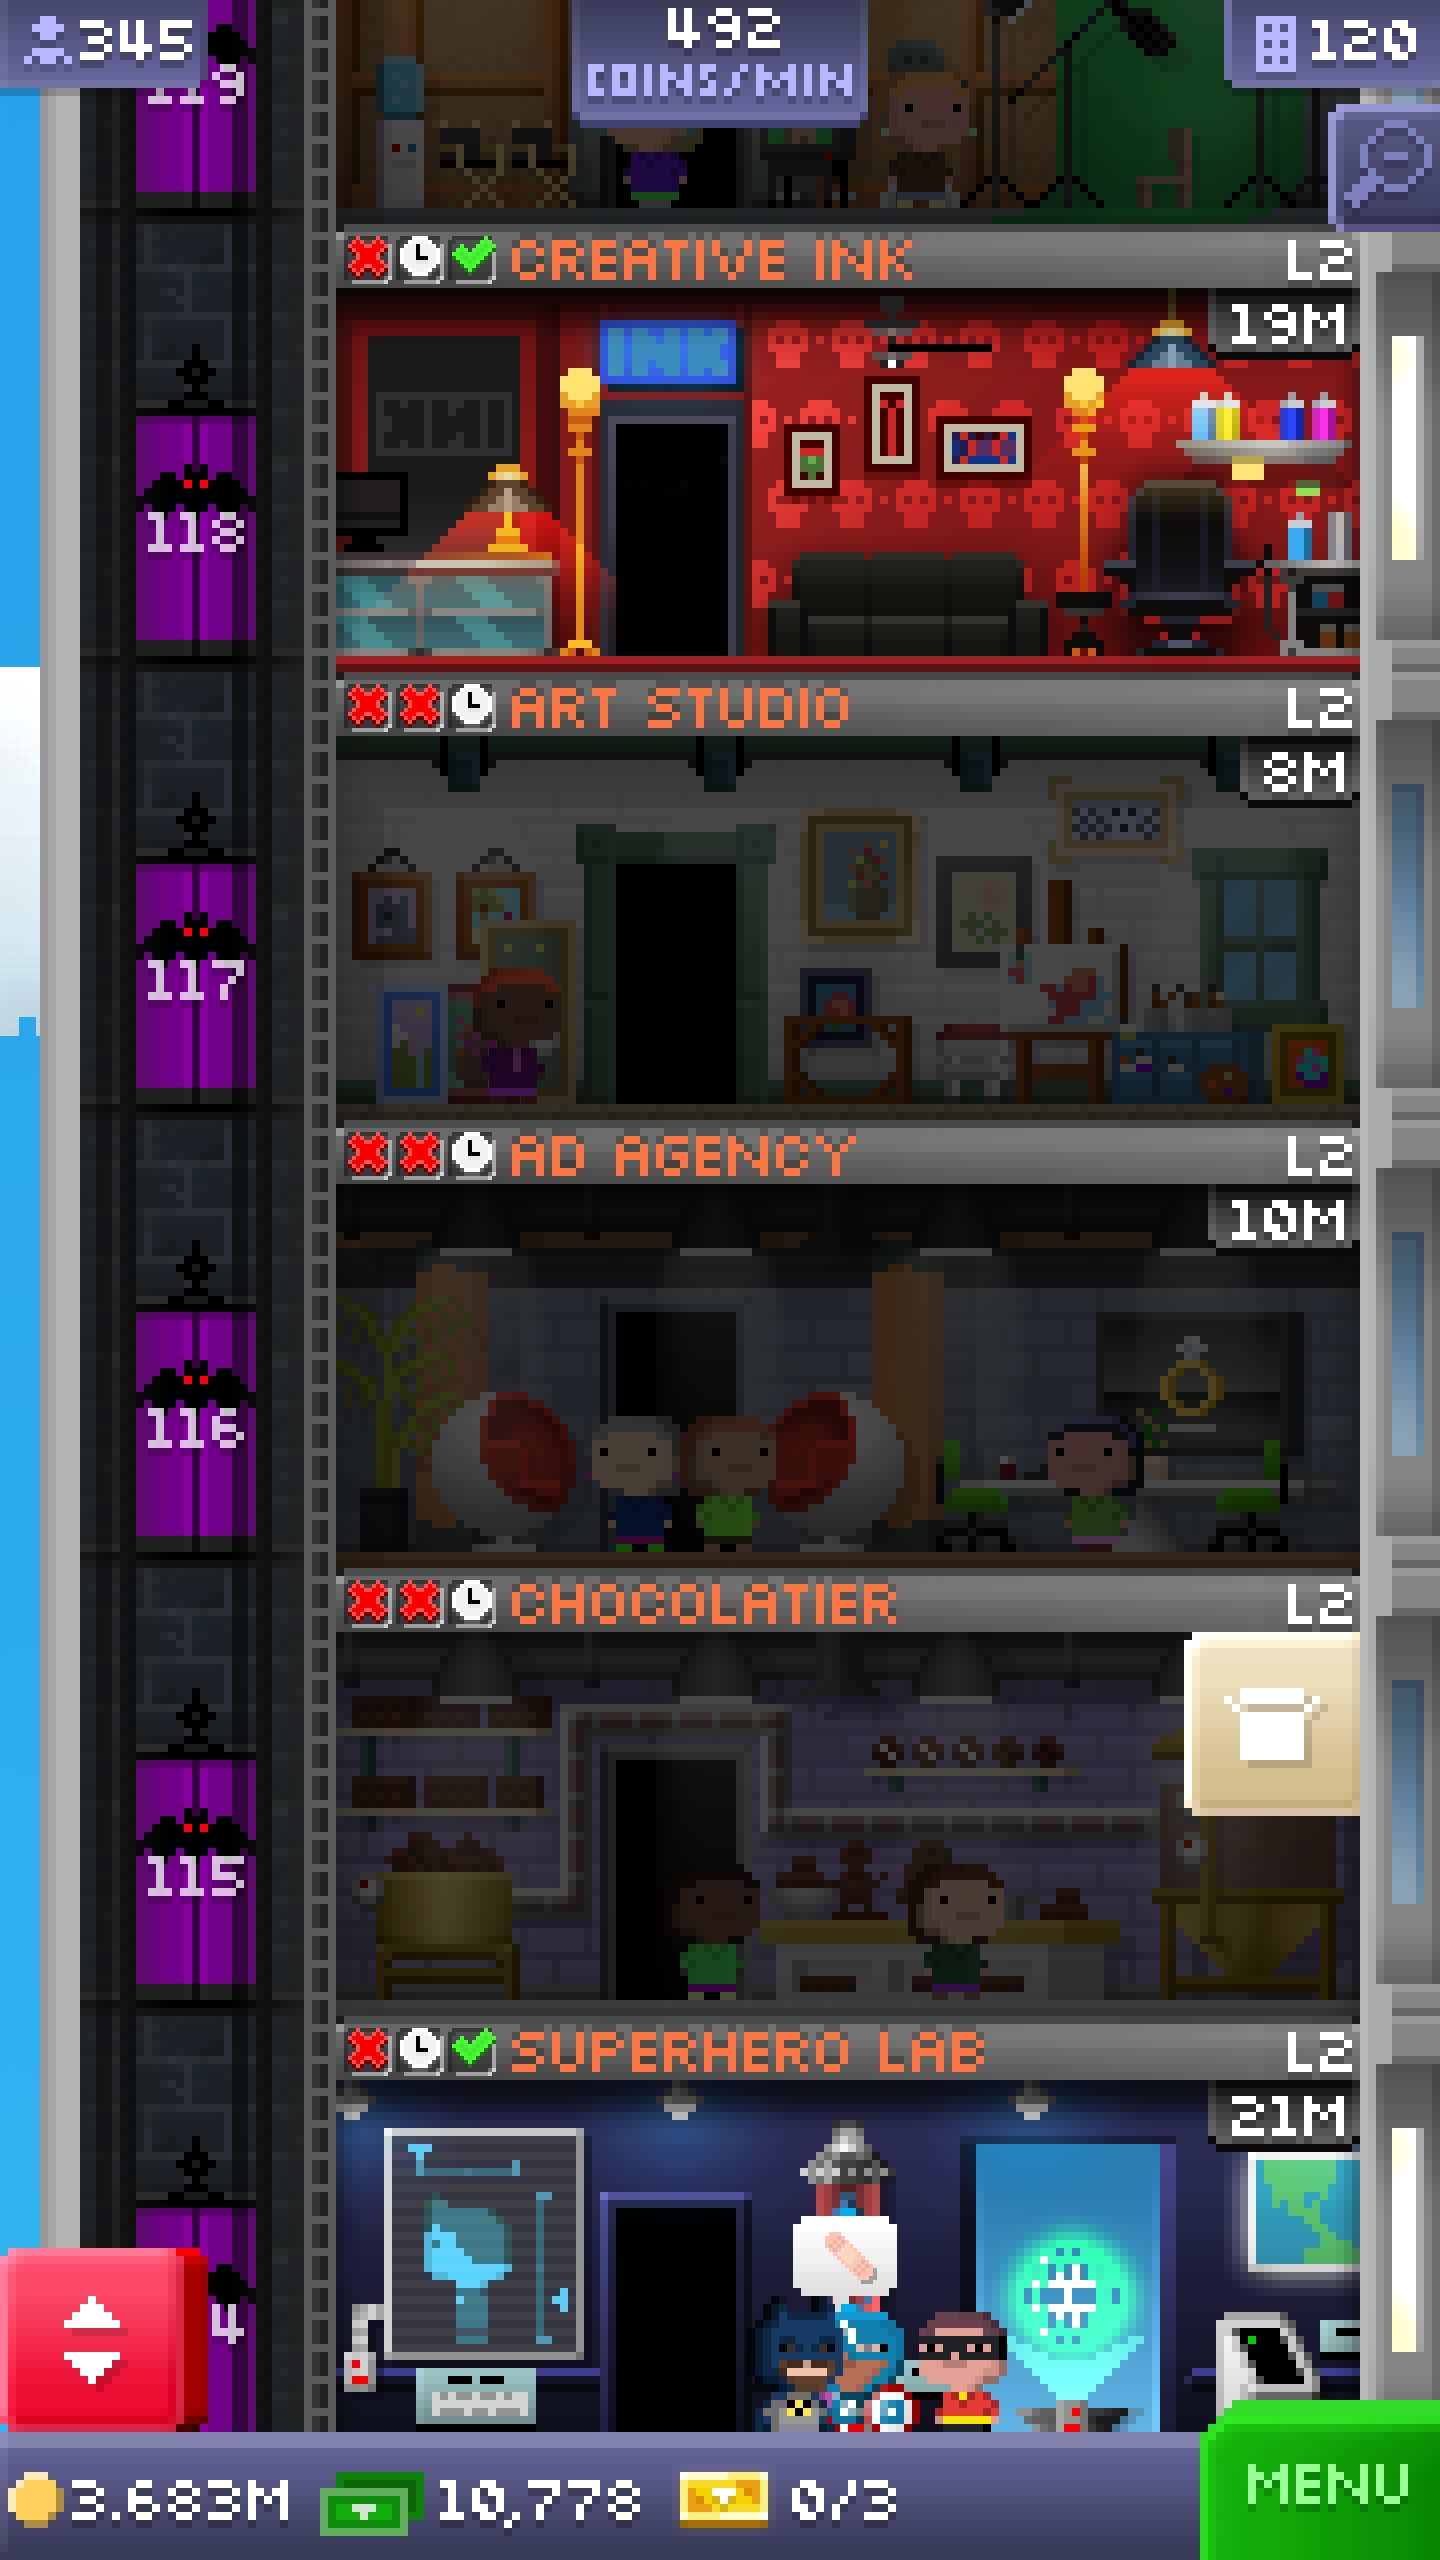 345
492
COINS/MIN
120
119
CREATIVE INK
L2
19M
INK
118
ART STUDIO
L2
8M
117
AD AGENCY
L2
10M
116
CHOCOLATIER
L2
115
SUPERHERO LAB
L2
21M
4
3.683M
10,778
0/3
MENU